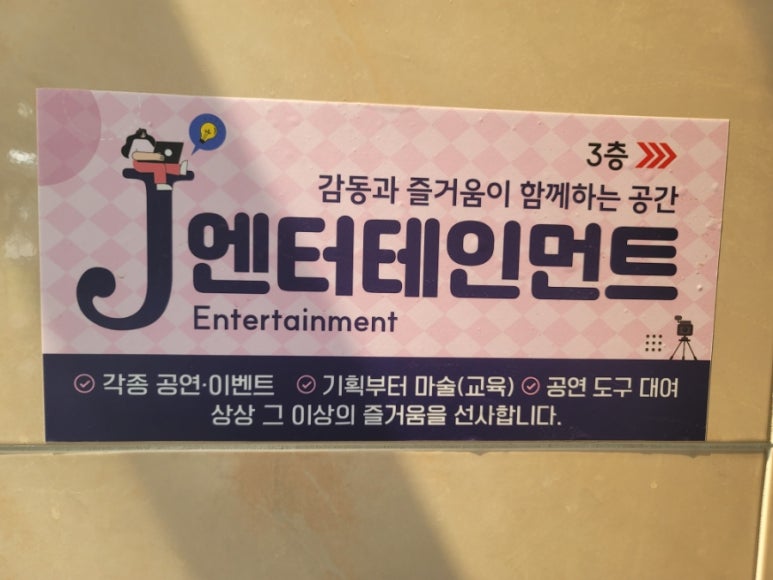 3층
감동과 즐거움이 함께하는 공간
J엔터테인먼트
Entertainment
각종 공연·이벤트 기획부터 마술(교육) 공연 도구 대여
상상 그 이상의 즐거움을 선사합니다.